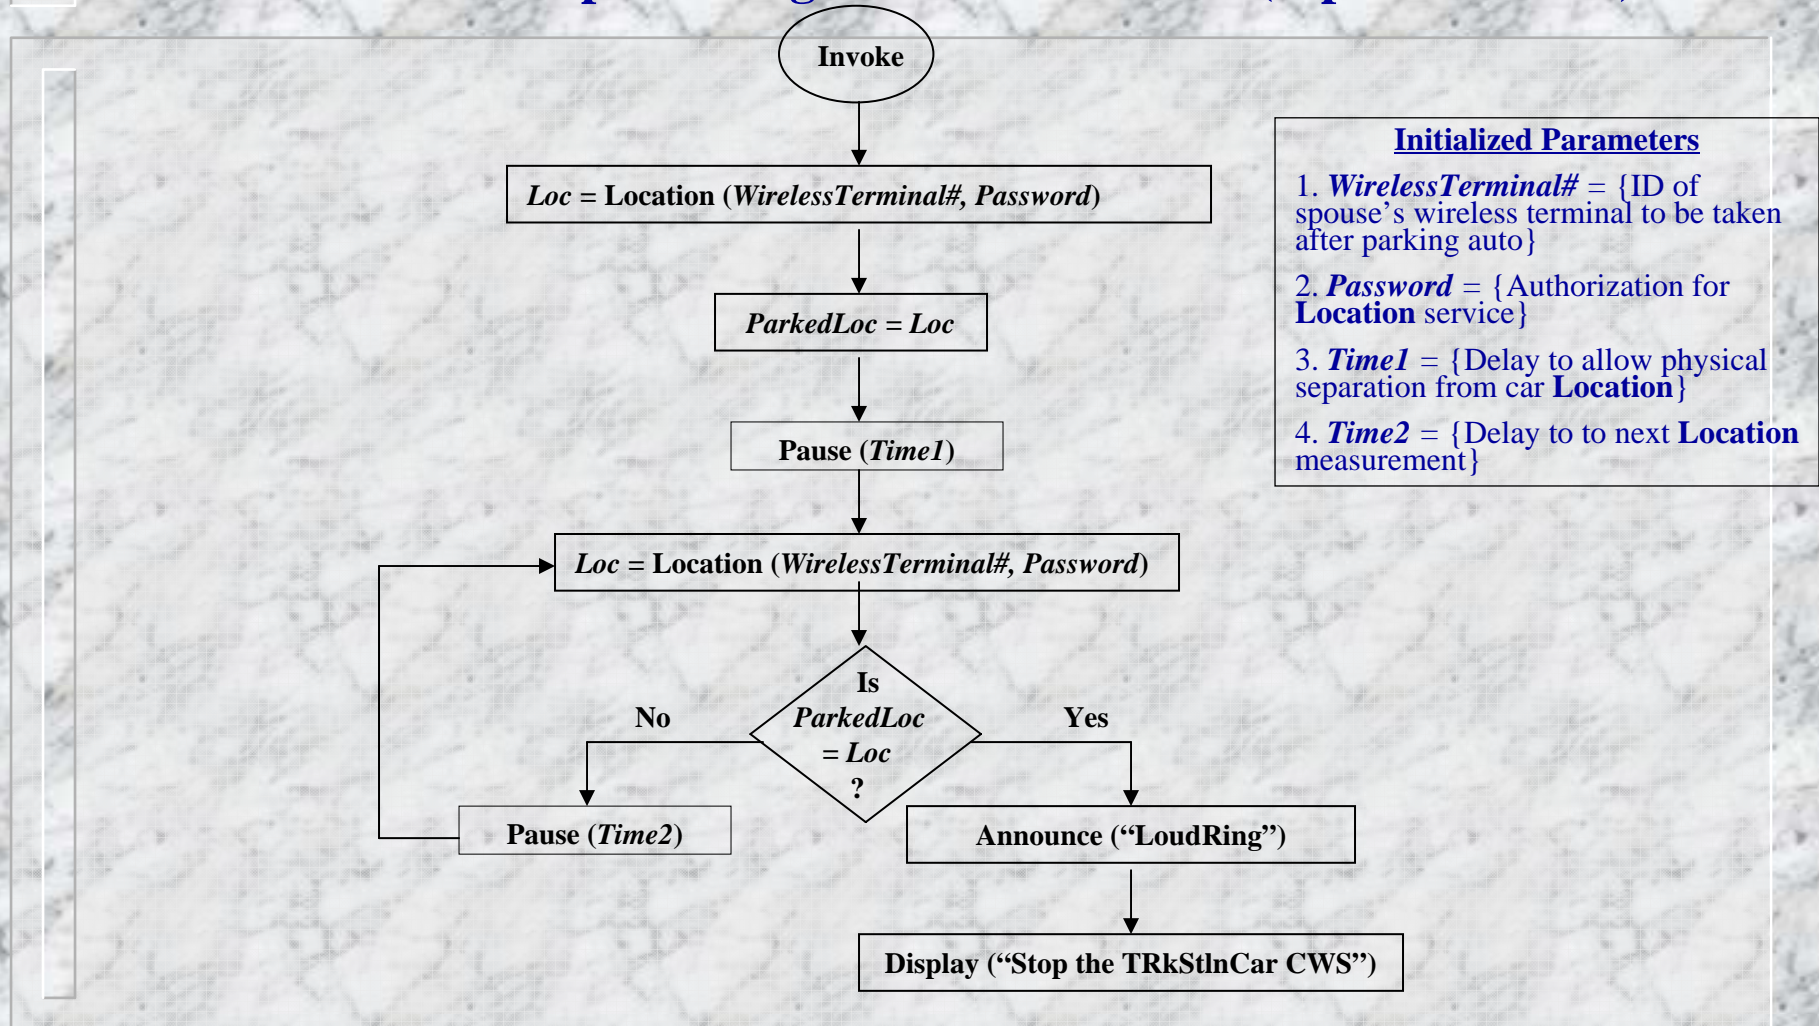 Invoke
Loc = Location (WirelessTerminal#, Password)
ParkedLoc = Loc
Pause (Time1)
Loc = Location (WirelessTerminal#, Password)
Is
ParkedLoc
= Loc
?
No
Yes
Pause (Time2)
Announce (“LoudRing”)
Display (“Stop the TRkStlnCar CWS”)
Initialized Parameters
1. WirelessTerminal# = {ID of
spouse’s wireless terminal to be taken
after parking auto}
2. Password = {Authorization for
Location service}
3. Time1 = {Delay to allow physical
separation from car Location}
4. Time2 = {Delay to to next Location
measurement}